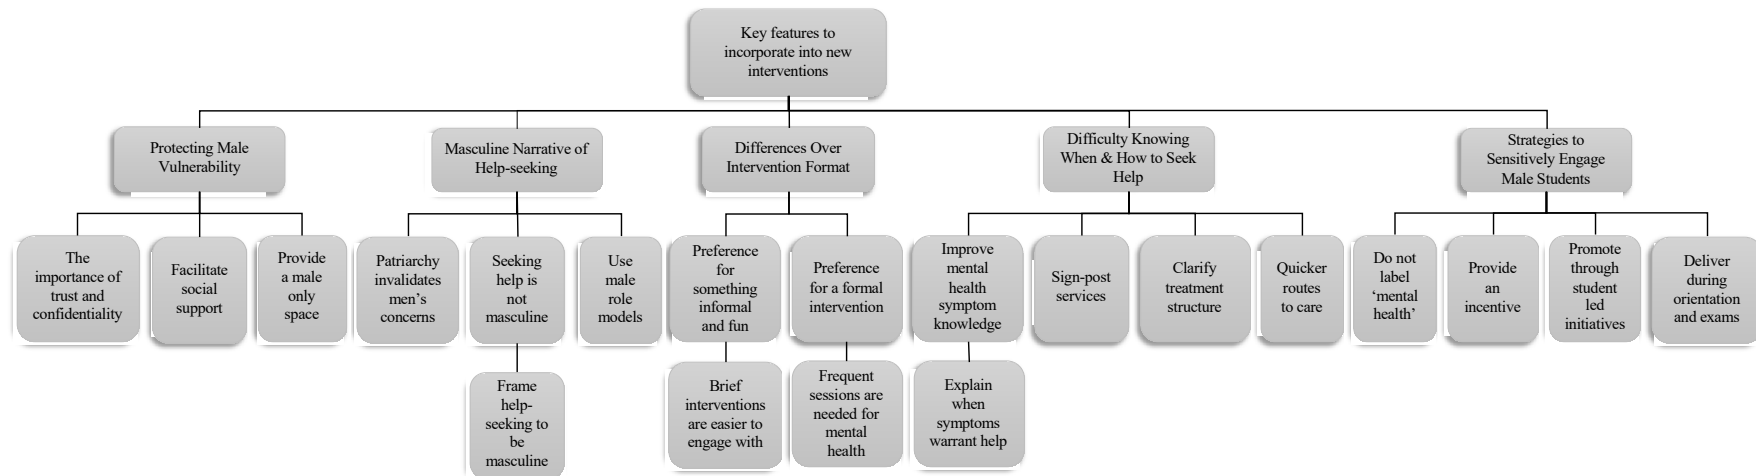 Key features to
incorporate into new
interventions
Protecting Male
Vulnerability
Masculine Narrative of
Help-seeking
Differences Over
Intervention Format
Difficulty Knowing
When & How to Seek
Help
Strategies to
Sensitively Engage
Male Students
The
importance of
trust and
confidentiality
Facilitate
social
support
Provide
a male
only
space
Patriarchy
invalidates
men's
concerns
Seeking
help is
not
masculine
Use
male
role
models
Preference
for
something
informal
and fun
Preference
for a formal
intervention
Improve
mental
health
symptom
knowledge
Sign-post
services
Clarify
treatment
structure
Quicker
routes
to care
Do not
label
‘mental
health’
Provide
an
incentive
Promote
through
student
led
initiatives
Deliver
during
orientation
and exams
Frame
help-
seeking to
be
masculine
Brief
interventions
are easier to
engage with
Frequent
sessions are
needed for
mental
health
Explain
when
symptoms
warrant help